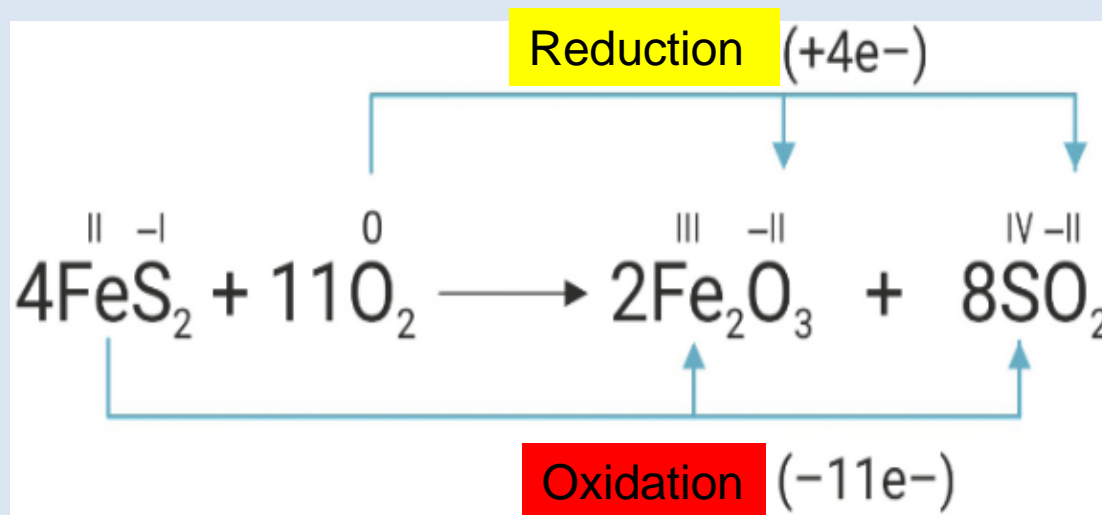 Reduction (+4e−)
II −I 0 III −II IV −II
4FeS₂ + 11O₂ ⟶ 2Fe₂O₃ + 8SO₂
Oxidation (−11e−)